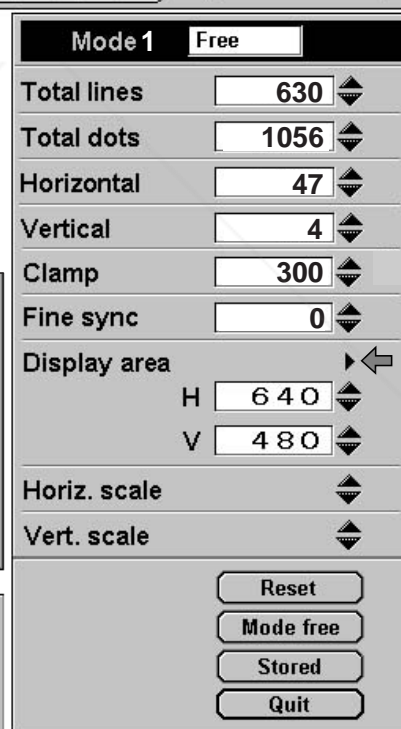 Mode 1 Free
Total lines 630
Total dots 1056
Horizontal 47
Vertical 4
Clamp 300
Fine sync 0
Display area
H 640
V 480
Horiz. scale
Vert. scale
Reset
Mode free
Stored
Quit